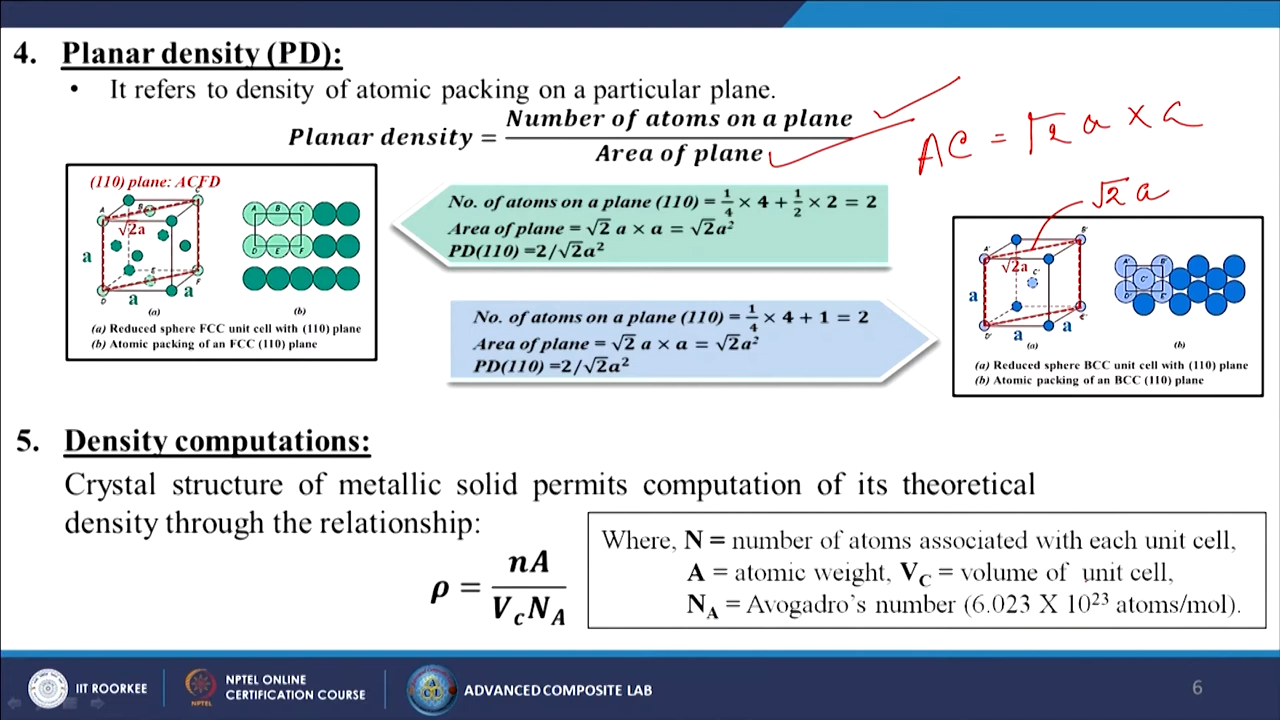 4. Planar density (PD):
• It refers to density of atomic packing on a particular plane.
Planar density = Number of atoms on a plane / Area of plane
AC = √2 a × a
√2 a
(110) plane: ACFD
A B C
√2a
a
D E F
a
a
(a) (b)
(a) Reduced sphere FCC unit cell with (110) plane
(b) Atomic packing of an FCC (110) plane
No. of atoms on a plane (110) = 1/4 × 4 + 1/2 × 2 = 2
Area of plane = √2 a × a = √2a²
PD(110) =2/√2a²
No. of atoms on a plane (110) = 1/4 × 4 + 1 = 2
Area of plane = √2 a × a = √2a²
PD(110) =2/√2a²
A' B'
√2a C'
a
D' E'
a
a
(a) (b)
(a) Reduced sphere BCC unit cell with (110) plane
(b) Atomic packing of an BCC (110) plane
5. Density computations:
Crystal structure of metallic solid permits computation of its theoretical
density through the relationship:
ρ = nA / VcNA
Where, N = number of atoms associated with each unit cell,
A = atomic weight, VC = volume of unit cell,
NA = Avogadro's number (6.023 X 10²³ atoms/mol).
IIT ROORKEE
NPTEL
NPTEL ONLINE
CERTIFICATION COURSE
ADVANCED COMPOSITE LAB
6